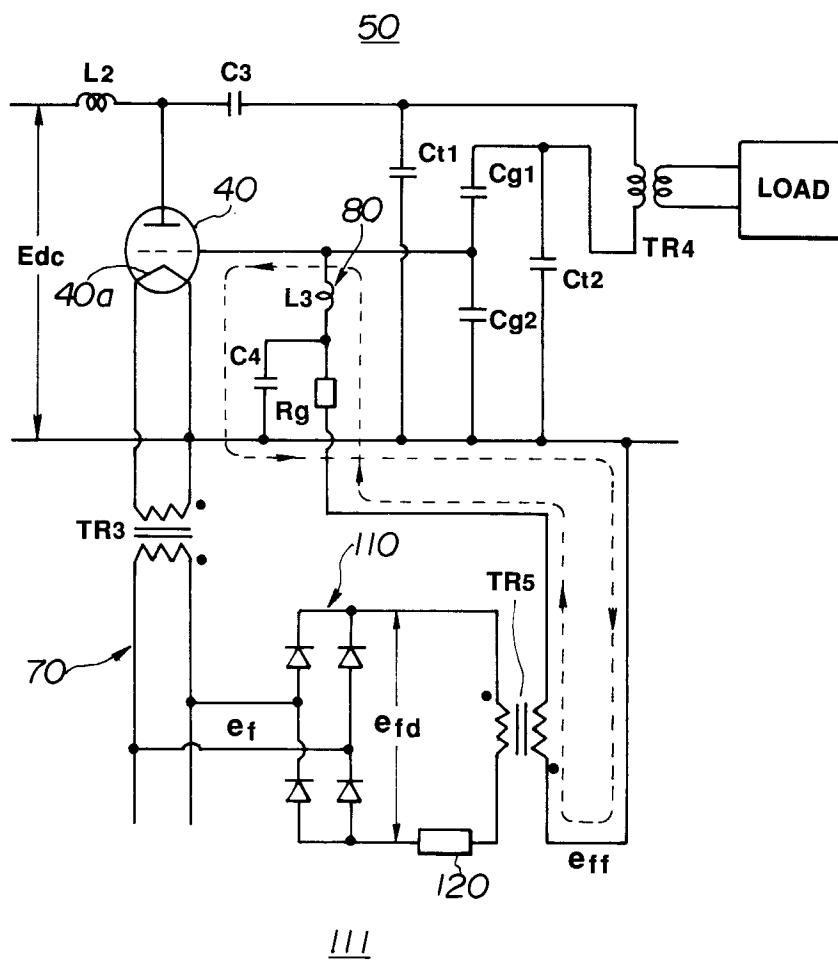 50
L2
C3
Ct1
Cg1
40
80
LOAD
Edc
40a
TR4
L3
Ct2
Cg2
C4
Rg
TR3
110
TR5
70
ef
efd
eff
120
111